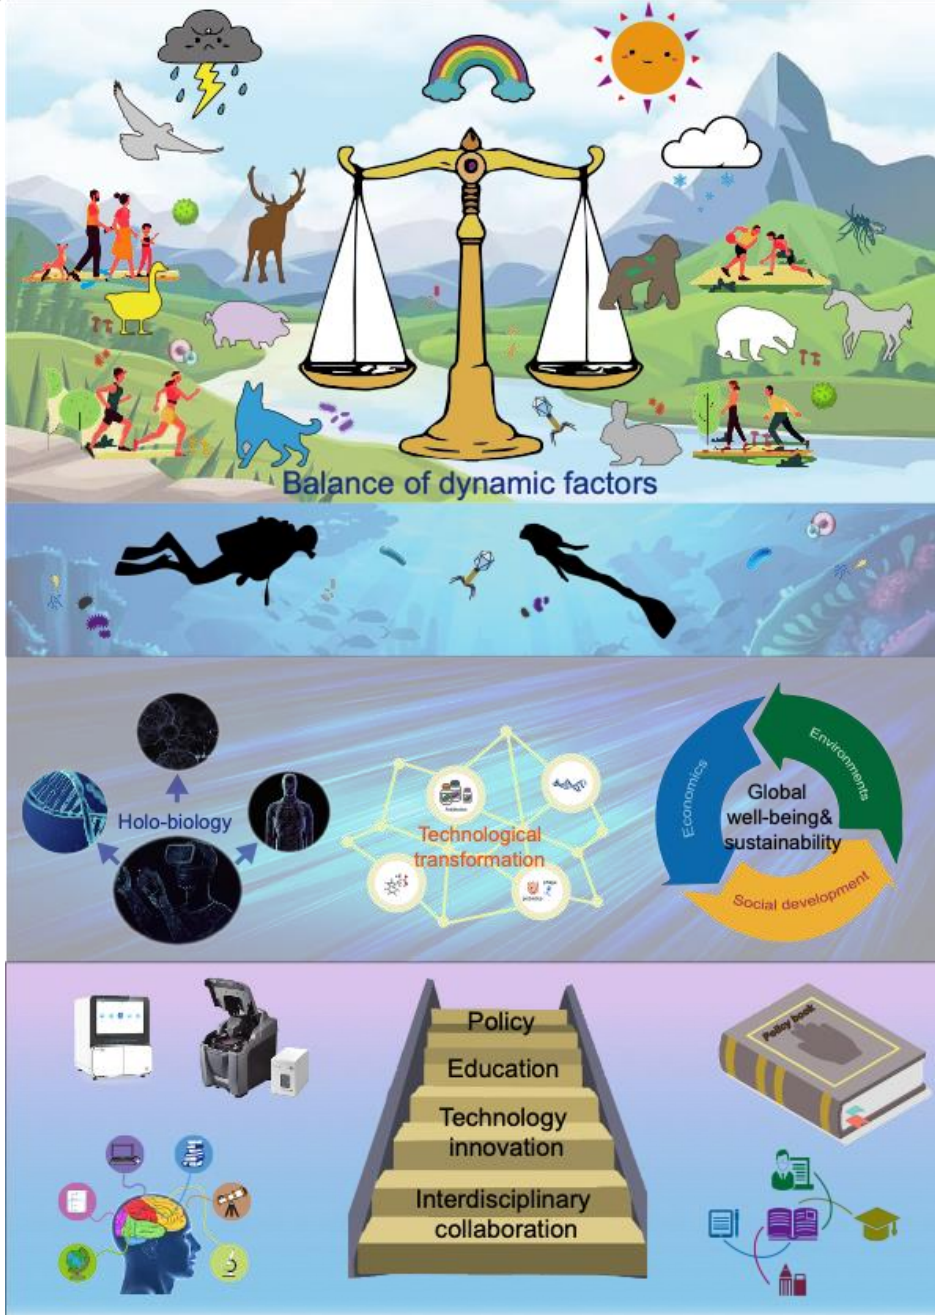 Balance of dynamic factors
Holo-biology
Technological
transformation
Economics
Environments
Global
well-being&
sustainability
Social development
Policy
Education
Technology
innovation
Interdisciplinary
collaboration
Policy book